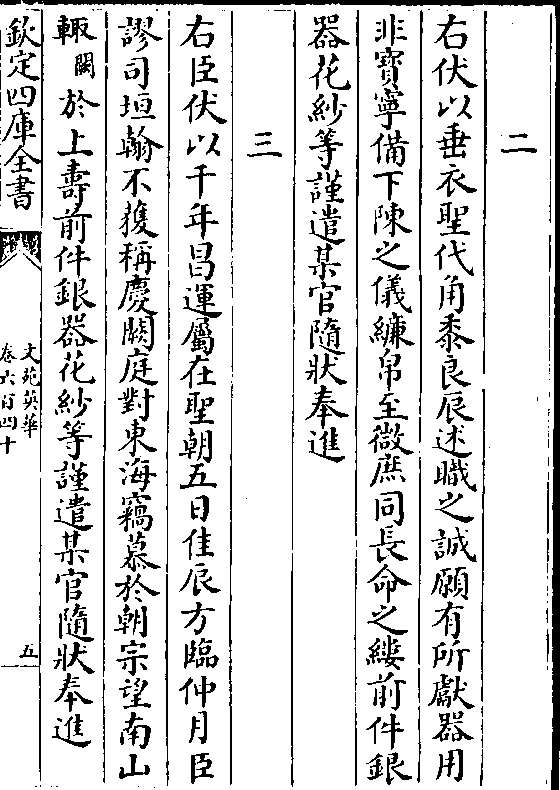 二
右伏以垂衣聖代角黍良辰述職之誠願有所獻器用
非寳寧備下陳之儀縑帛至微庶同長命之縷前件銀
器花紗等謹遣某官隨狀奉進
三
右臣伏以千年昌運屬在聖朝五日佳辰方臨仲月臣
謬司垣翰不獲稱慶闕庭對東海竊慕於朝宗望南山
輙闕於上壽前件銀器花紗等謹遣某官隨狀奉進
欽定四庫全書
文苑英華
卷六百四十
五